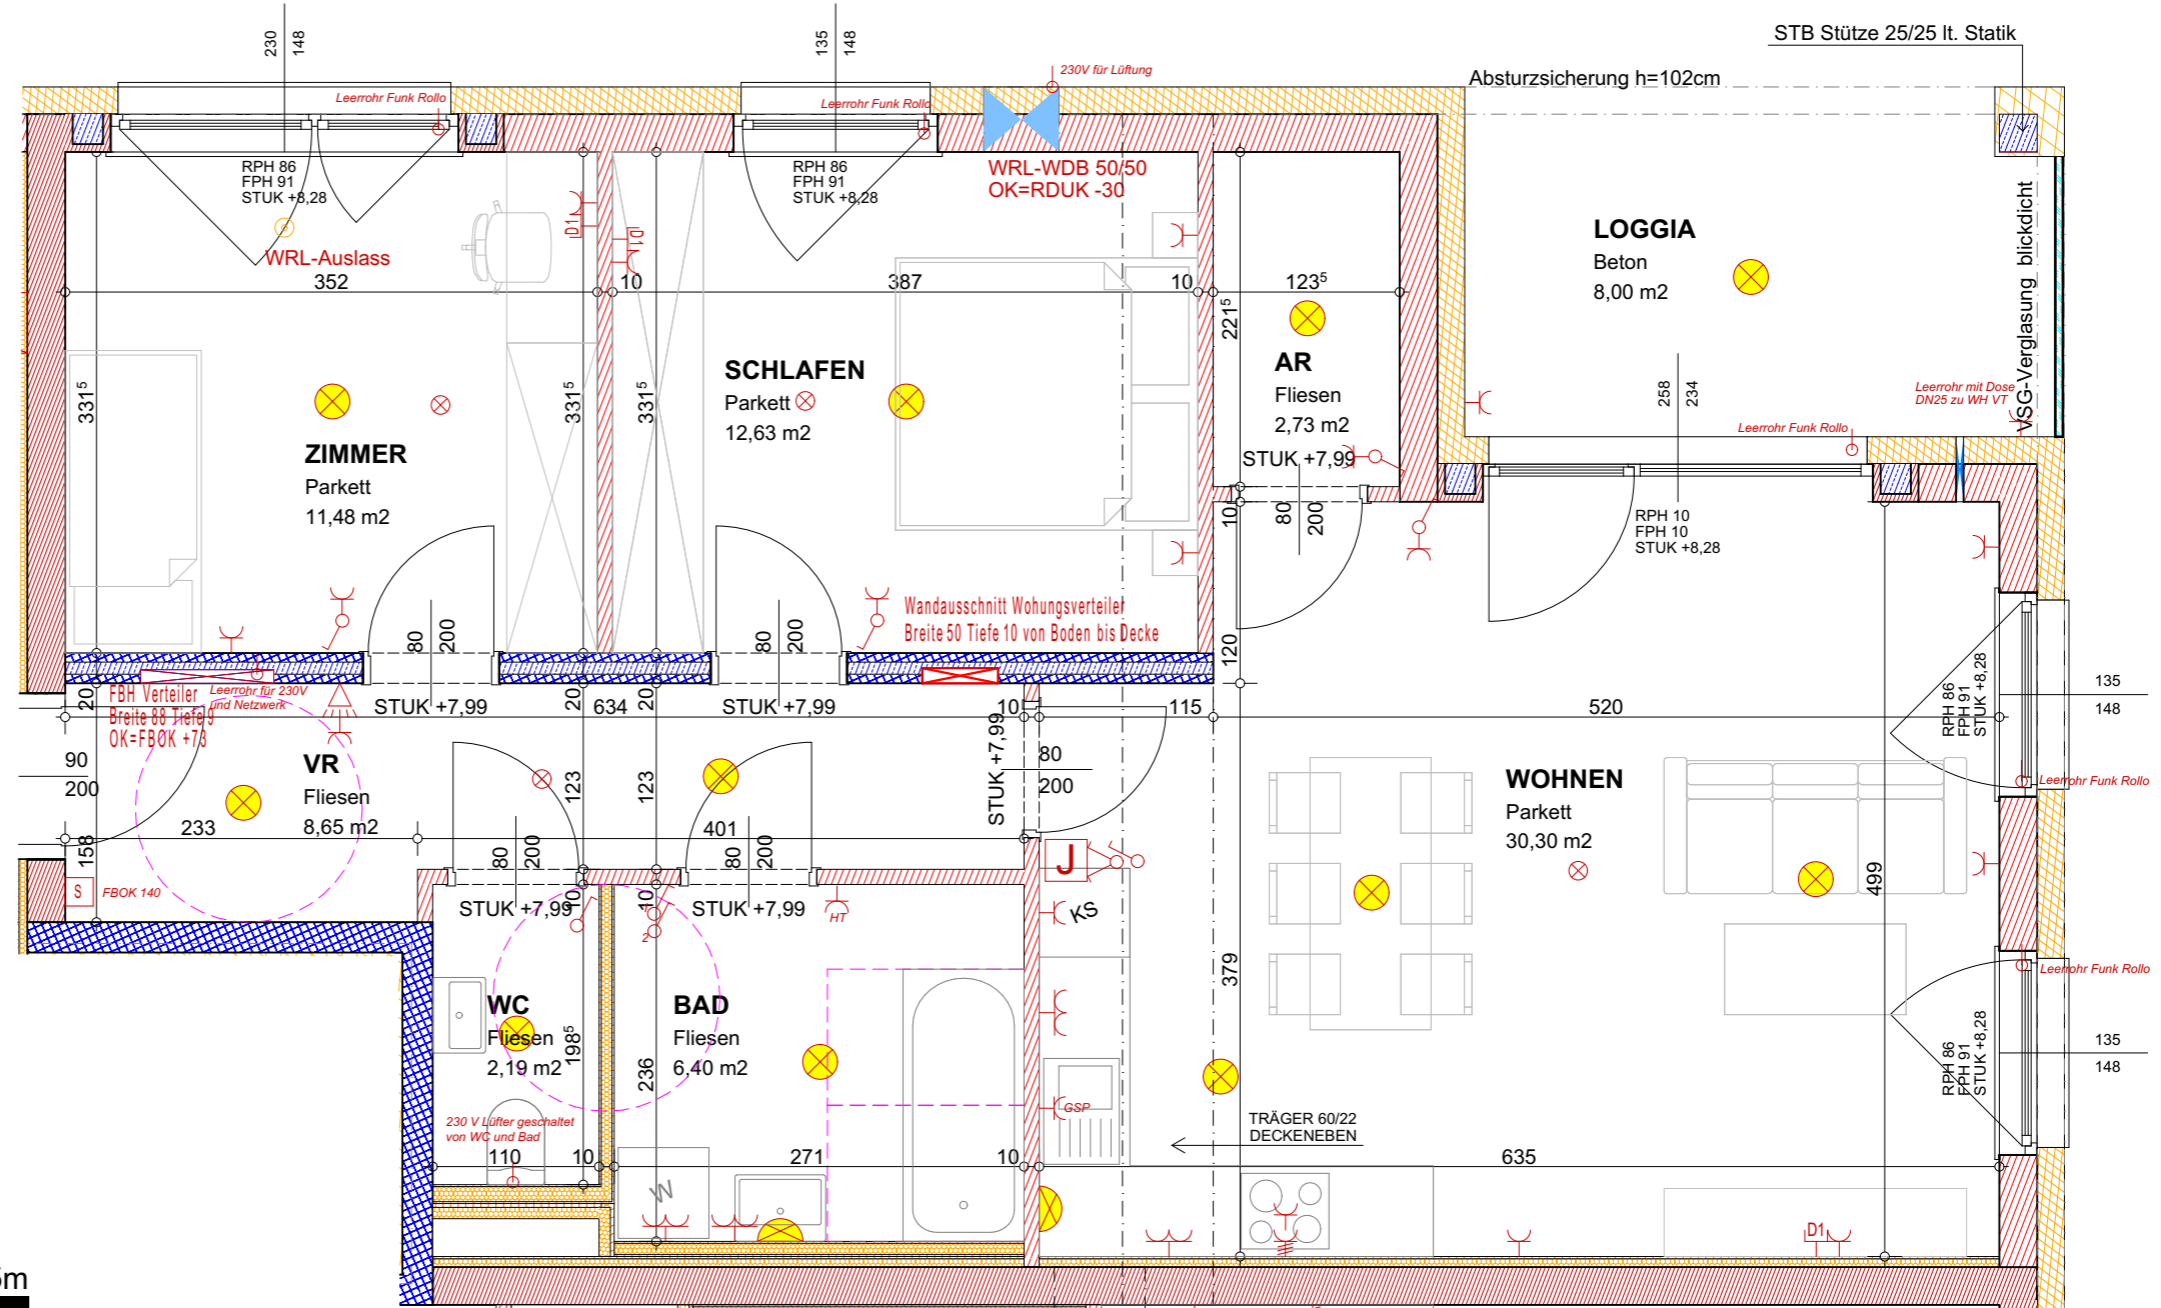 230
148
135
148
STB Stütze 25/25 lt. Statik
Absturzsicherung h=102cm
230V für Lüftung
Leerrohr Funk Rollo
Leerrohr Funk Rollo
RPH 86
FPH 91
STUK +8,28
RPH 86
FPH 91
STUK +8,28
WRL-WDB 50/50
OK=RDUK -30
WRL-Auslass
D1
D1
352
10
387
10
123⁵
221⁵
LOGGIA
Beton
8,00 m2
VSG-Verglasung blickdicht
258
234
Leerrohr mit Dose
DN25 zu WH VT
Leerrohr Funk Rollo
331⁵
331⁵
331⁵
ZIMMER
Parkett
11,48 m2
SCHLAFEN
Parkett
12,63 m2
AR
Fliesen
2,73 m2
STUK +7,99
10
80
200
RPH 10
FPH 10
STUK +8,28
80
200
80
200
Wandausschnitt Wohungsverteiler
Breite 50 Tiefe 10 von Boden bis Decke
120
FBH Verteiler
Breite 88 Tiefe 9
OK=FBOK +73
Leerrohr für 230V
und Netzwerk
20
STUK +7,99
20
634
20
STUK +7,99
10
115
520
STUK +7,99
80
200
RPH 86
FPH 91
STUK +8,28
135
148
Leerrohr Funk Rollo
90
200
VR
Fliesen
8,65 m2
233
158
123
123
401
80
200
80
200
WOHNEN
Parkett
30,30 m2
499
J
S
FBOK 140
STUK +7,99
10
10
STUK +7,99
2
HT
KS
379
Leerrohr Funk Rollo
WC
Fliesen
2,19 m2
198⁵
BAD
Fliesen
6,40 m2
236
GSP
RPH 86
FPH 91
STUK +8,28
135
148
230 V Lüfter geschaltet
von WC und Bad
TRÄGER 60/22
DECKENEBEN
110
10
271
10
635
W
D1
m